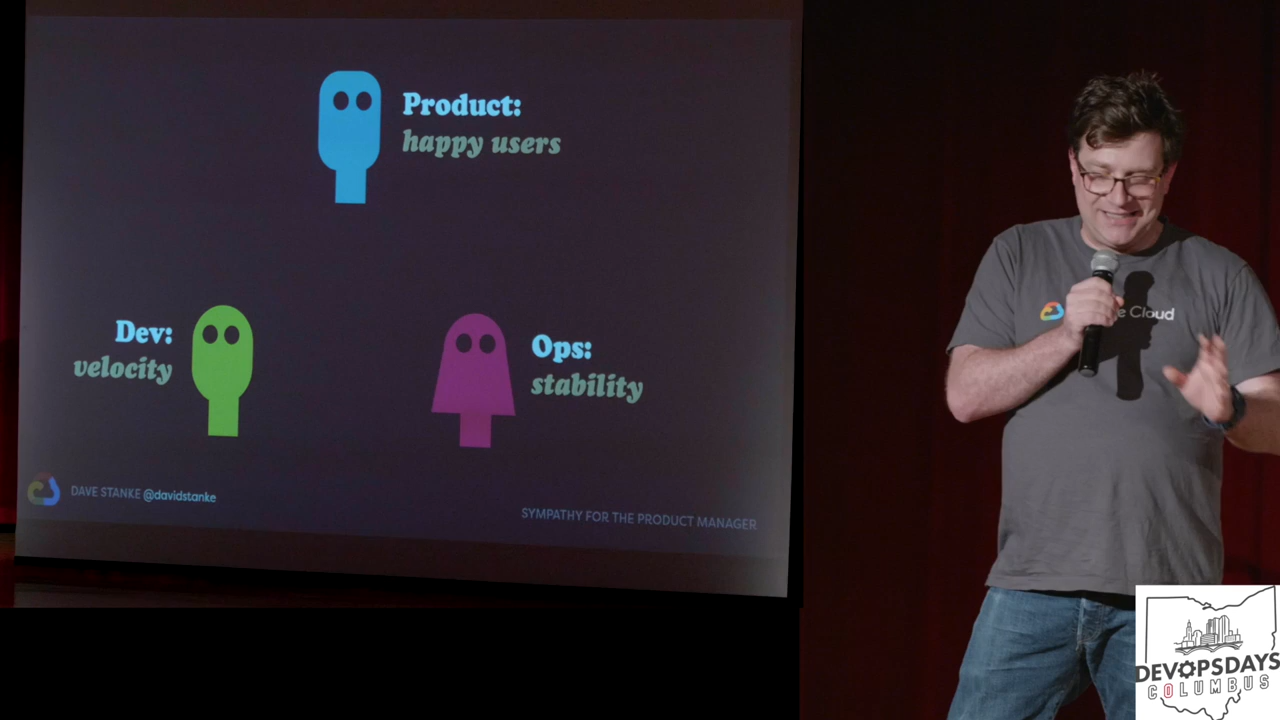 Product:
happy users
Dev:
velocity
Ops:
stability
DAVE STANKE @davidstanke
SYMPATHY FOR THE PRODUCT MANAGER
Cloud
DEVOPSDAYS
COLUMBUS